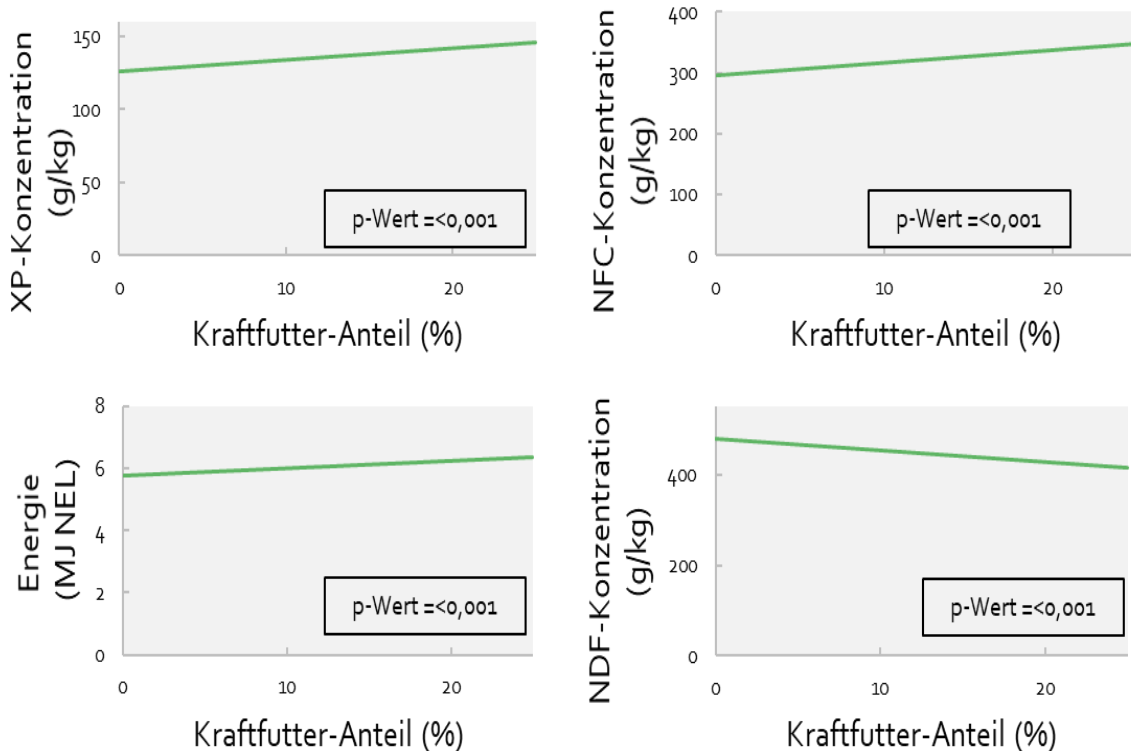 XP-Konzentration
(g/kg)
150
100
50
0
p-Wert =<0,001
0 10 20
Kraftfutter-Anteil (%)
NFC-Konzentration
(g/kg)
400
300
200
100
0
p-Wert =<0,001
0 10 20
Kraftfutter-Anteil (%)
Energie
(MJ NEL)
8
6
4
2
0
p-Wert =<0,001
0 10 20
Kraftfutter-Anteil (%)
NDF-Konzentration
(g/kg)
400
200
0
p-Wert =<0,001
0 10 20
Kraftfutter-Anteil (%)